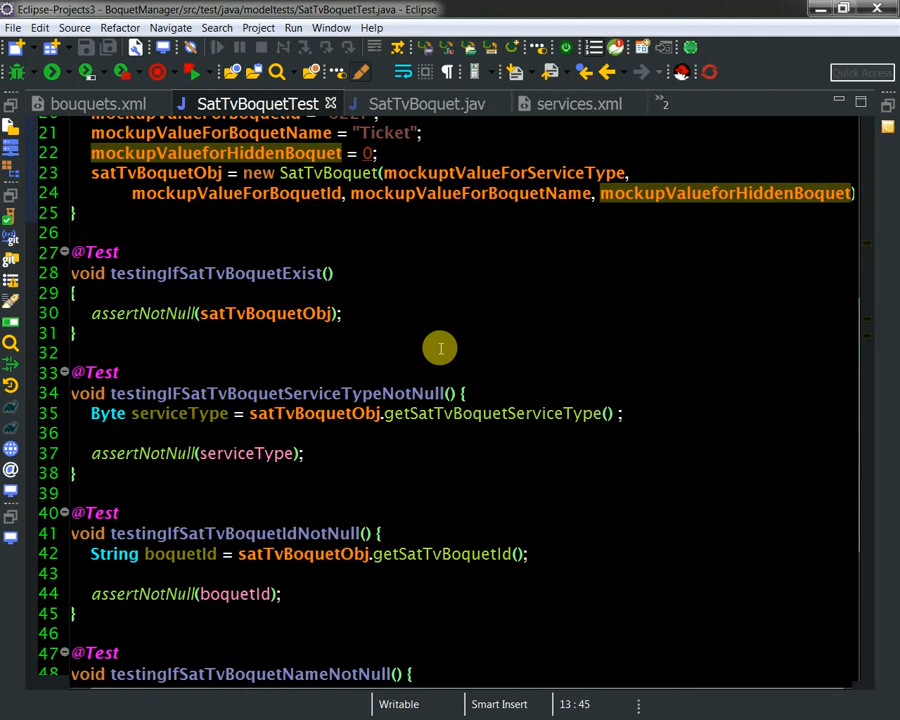 Eclipse-Projects3 - BoquetManager/src/test/java/modeltests/SatTvBoquetTest.java - Eclipse
File Edit Source Refactor Navigate Search Project Run Window Help
Quick Access
bouquets.xml SatTvBoquetTest SatTvBoquet.jav services.xml »2
21 mockupValueForBoquetName = "Ticket";
22 mockupValueforHiddenBoquet = 0;
23 satTvBoquetObj = new SatTvBoquet(mockuptValueForServiceType,
24 mockupValueForBoquetId, mockupValueForBoquetName, mockupValueforHiddenBoquet)
25 }
26
27 @Test
28 void testingIfSatTvBoquetExist()
29 {
30 assertNotNull(satTvBoquetObj);
31 }
32
33 @Test
34 void testingIFSatTvBoquetServiceTypeNotNull() {
35 Byte serviceType = satTvBoquetObj.getSatTvBoquetServiceType() ;
36
37 assertNotNull(serviceType);
38 }
39
40 @Test
41 void testingIfSatTvBoquetIdNotNull() {
42 String boquetId = satTvBoquetObj.getSatTvBoquetId();
43
44 assertNotNull(boquetId);
45 }
46
47 @Test
48 void testingIfSatTvBoquetNameNotNull() {
Writable Smart Insert 13 : 45